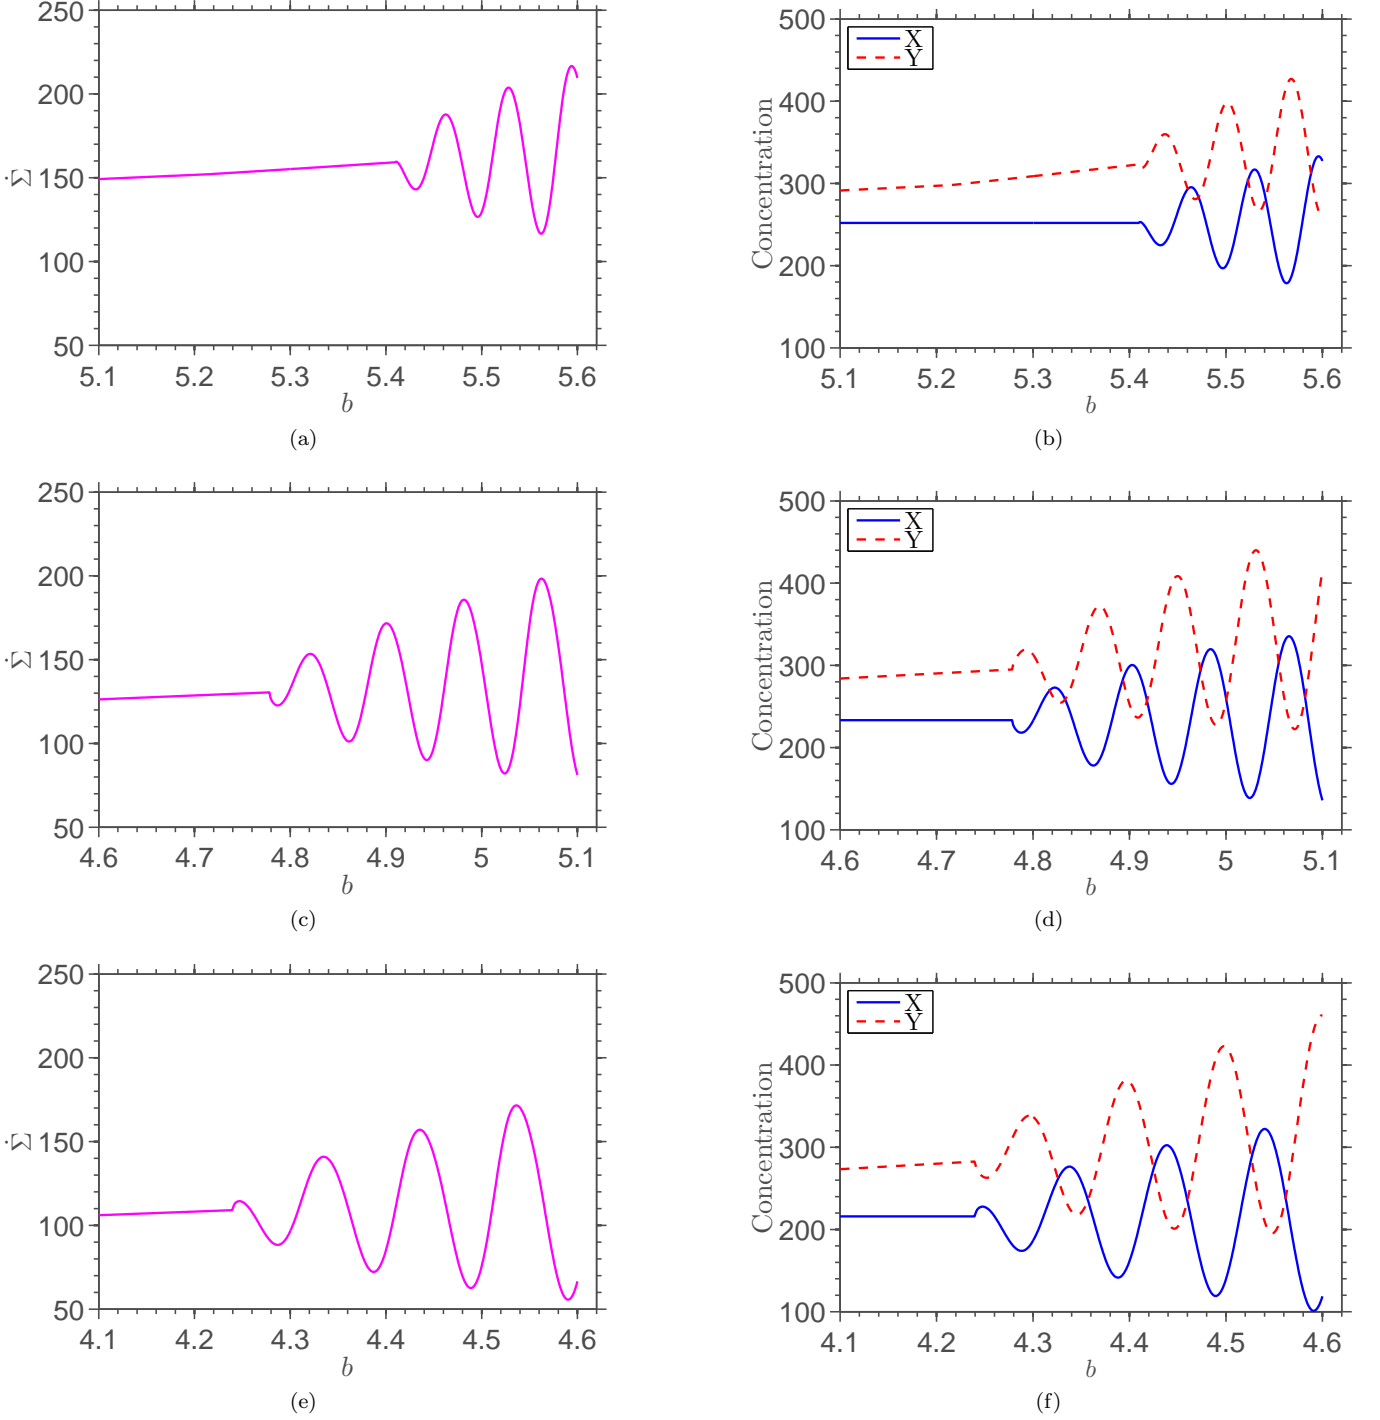 250
200
150
100
50
Σ̇
5.1 5.2 5.3 5.4 5.5 5.6
b
(a)
500
400
300
200
100
Concentration
X
Y
5.1 5.2 5.3 5.4 5.5 5.6
b
(b)
250
200
150
100
50
Σ̇
4.6 4.7 4.8 4.9 5 5.1
b
(c)
500
400
300
200
100
Concentration
X
Y
4.6 4.7 4.8 4.9 5 5.1
b
(d)
250
200
150
100
50
Σ̇
4.1 4.2 4.3 4.4 4.5 4.6
b
(e)
500
400
300
200
100
Concentration
X
Y
4.1 4.2 4.3 4.4 4.5 4.6
b
(f)